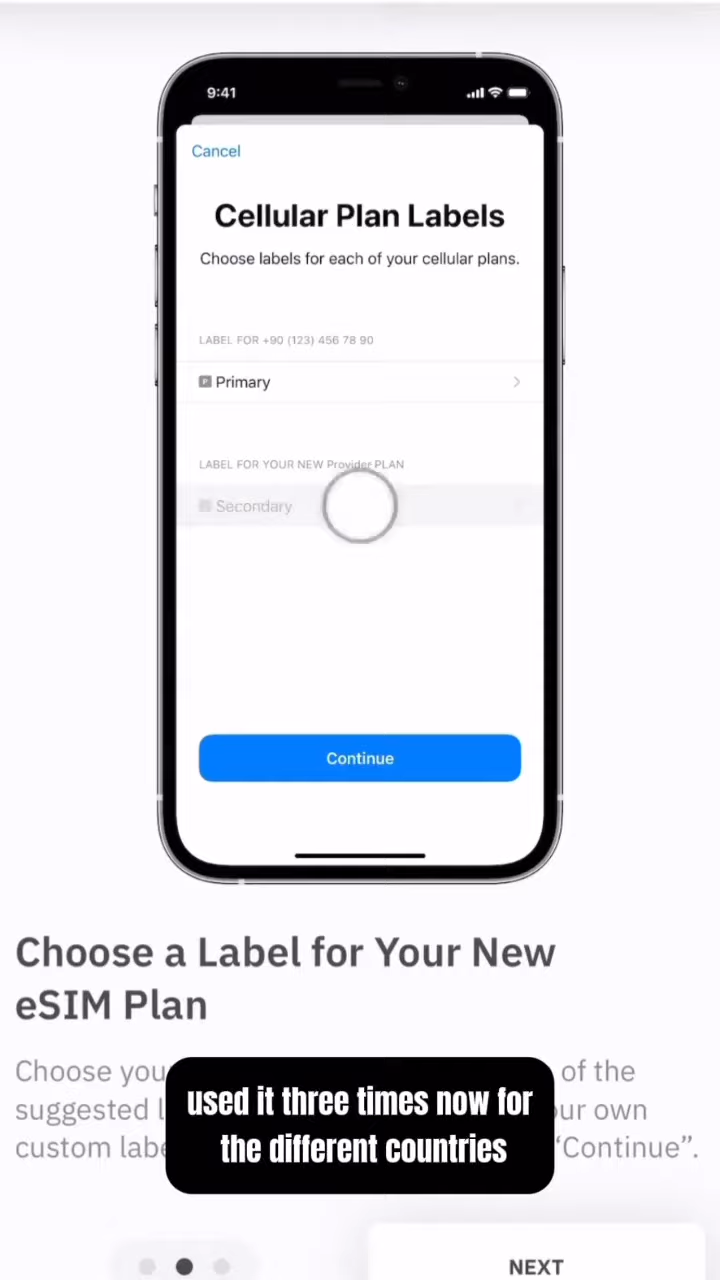 9:41
Cancel
Cellular Plan Labels
Choose labels for each of your cellular plans.
LABEL FOR +90 (123) 456 78 90
P Primary
LABEL FOR YOUR NEW Provider PLAN
Secondary
Continue
Choose a Label for Your New
eSIM Plan
Choose you of the
suggested our own
custom “Continue”.
used it three times now for
the different countries
NEXT